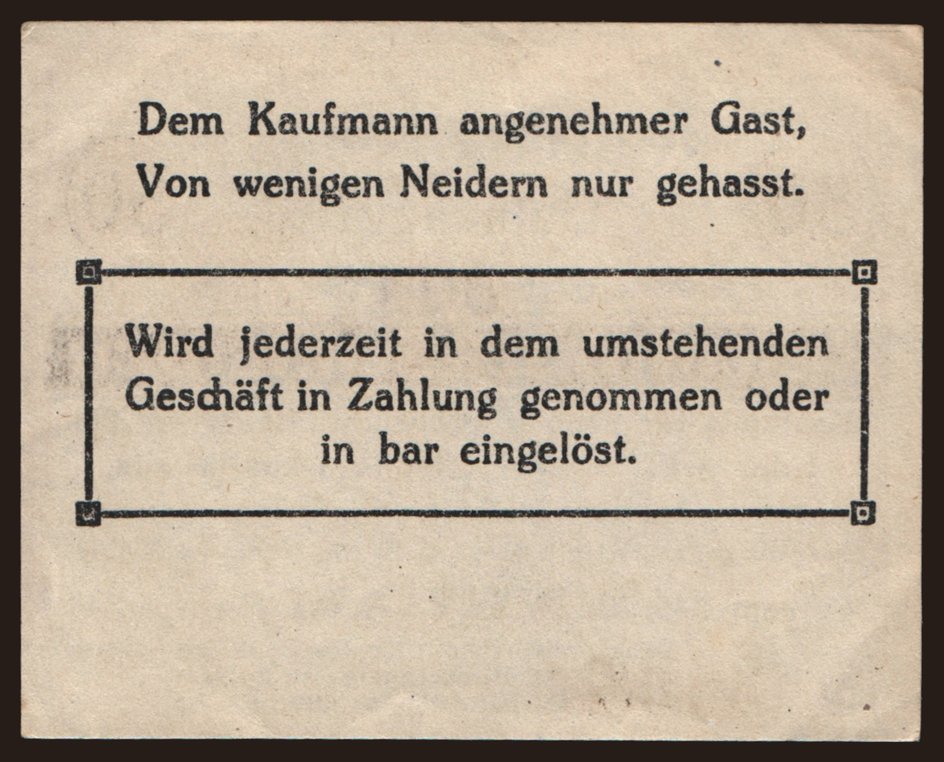 Dem Kaufmann angenehmer Gast,
Von wenigen Neidern nur gehasst.
Wird jederzeit in dem umstehenden
Geschäft in Zahlung genommen oder
in bar eingelöst.